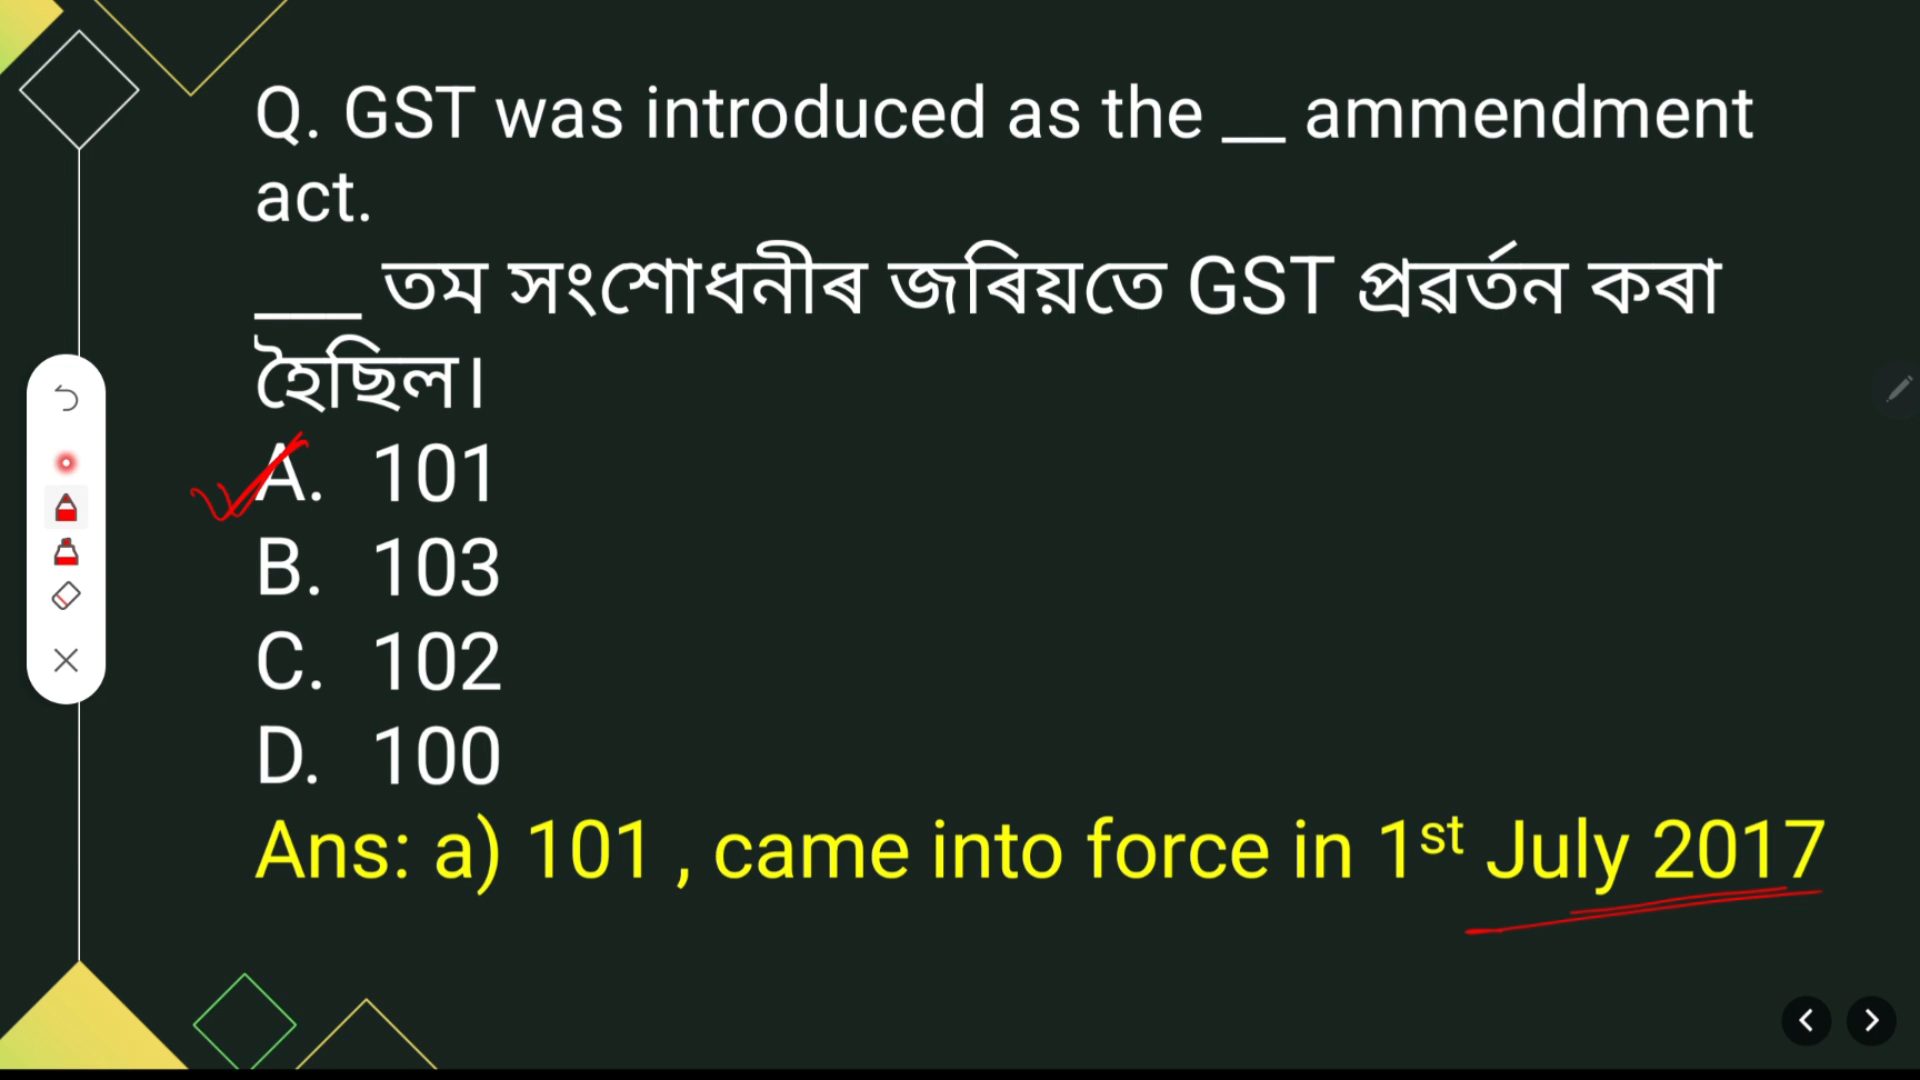 Q. GST was introduced as the __ ammendment
act.
___ তম সংশোধনীৰ জৰিয়তে GST প্ৰৱৰ্তন কৰা
হৈছিল।
A. 101
B. 103
C. 102
D. 100
Ans: a) 101 , came into force in 1st July 2017